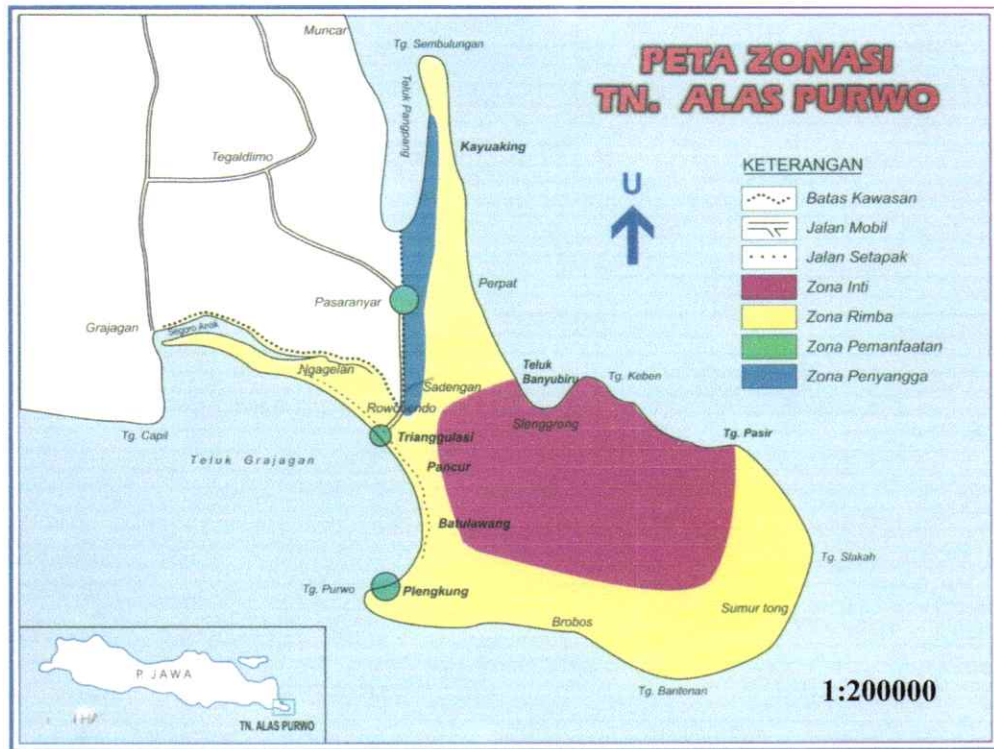 PETA ZONASI
TN. ALAS PURWO
KETERANGAN
Batas Kawasan
Jalan Mobil
Jalan Setapak
Zona Inti
Zona Rimba
Zona Pemanfaatan
Zona Penyangga
U
Muncar
Tg. Sembulungan
Teluk Pangpang
Kayuaking
Tegaldlimo
Perpat
Pasaranyar
Grajagan
Segoro Anak
Ngagelan
Sadengan
Teluk
Banyubiru
Tg. Keben
Slenggrong
Tg. Capil
Trianggulasi
Tg. Pasir
Teluk Grajagan
Pancur
Batulawang
Tg. Slakah
Tg. Purwo
Plengkung
Sumur tong
Brobos
Tg. Bantenan
1:200000
P. JAWA
TN. ALAS PURWO